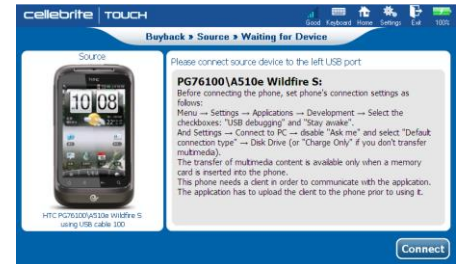 cellebrite TOUCH
Good Keyboard Home Settings Exit 100%
Buyback » Source » Waiting for Device
Source
Please connect source device to the left USB port
PG76100\A510e Wildfire S:
Before connecting the phone, set phone's connection settings as
follows:
Menu → Settings → Applications → Development → Select the
checkboxes: "USB debugging" and "Stay awake".
And Settings → Connect to PC → disable "Ask me" and select "Default
connection type" → Disk Drive (or "Charge Only" if you don't transfer
multimedia).
The transfer of multimedia content is available only when a memory
card is inserted into the phone.
This phone needs a client in order to communicate with the application.
The application has to upload the client to the phone prior to using it.
hTC
10 08
HTC PG76100\A510e Wildfire S
using USB cable 100
Connect